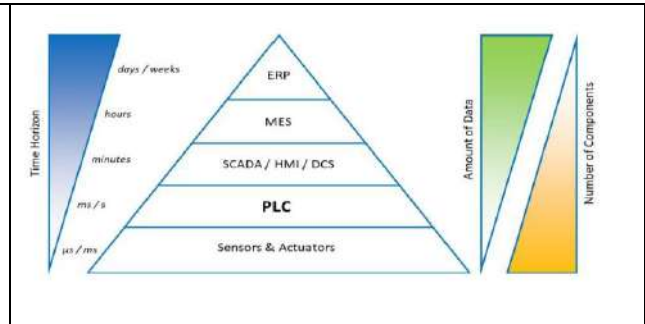 Time Horizon
days / weeks
hours
minutes
ms / s
µs / ms
ERP
MES
SCADA / HMI / DCS
PLC
Sensors & Actuators
Amount of Data
Number of Components